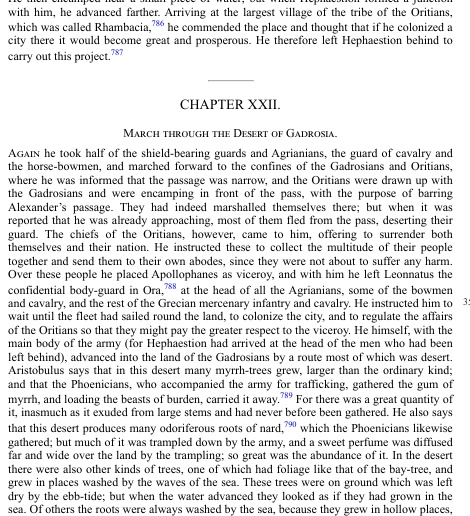 with him, he advanced farther. Arriving at the largest village of the tribe of the Oritians,
which was called Rhambacia,786 he commended the place and thought that if he colonized a
city there it would become great and prosperous. He therefore left Hephaestion behind to
carry out this project.787
CHAPTER XXII.
MARCH THROUGH THE DESERT OF GADROSIA.
AGAIN he took half of the shield-bearing guards and Agrianians, the guard of cavalry and
the horse-bowmen, and marched forward to the confines of the Gadrosians and Oritians,
where he was informed that the passage was narrow, and the Oritians were drawn up with
the Gadrosians and were encamping in front of the pass, with the purpose of barring
Alexander's passage. They had indeed marshalled themselves there; but when it was
reported that he was already approaching, most of them fled from the pass, deserting their
guard. The chiefs of the Oritians, however, came to him, offering to surrender both
themselves and their nation. He instructed these to collect the multitude of their people
together and send them to their own abodes, since they were not about to suffer any harm.
Over these people he placed Apollophanes as viceroy, and with him he left Leonnatus the
confidential body-guard in Ora,788 at the head of all the Agrianians, some of the bowmen
and cavalry, and the rest of the Grecian mercenary infantry and cavalry. He instructed him to
wait until the fleet had sailed round the land, to colonize the city, and to regulate the affairs
of the Oritians so that they might pay the greater respect to the viceroy. He himself, with the
main body of the army (for Hephaestion had arrived at the head of the men who had been
left behind), advanced into the land of the Gadrosians by a route most of which was desert.
Aristobulus says that in this desert many myrrh-trees grew, larger than the ordinary kind;
and that the Phoenicians, who accompanied the army for trafficking, gathered the gum of
myrrh, and loading the beasts of burden, carried it away.789 For there was a great quantity of
it, inasmuch as it exuded from large stems and had never before been gathered. He also says
that this desert produces many odoriferous roots of nard,790 which the Phoenicians likewise
gathered; but much of it was trampled down by the army, and a sweet perfume was diffused
far and wide over the land by the trampling; so great was the abundance of it. In the desert
there were also other kinds of trees, one of which had foliage like that of the bay-tree, and
grew in places washed by the waves of the sea. These trees were on ground which was left
dry by the ebb-tide; but when the water advanced they looked as if they had grown in the
sea. Of others the roots were always washed by the sea, because they grew in hollow places,